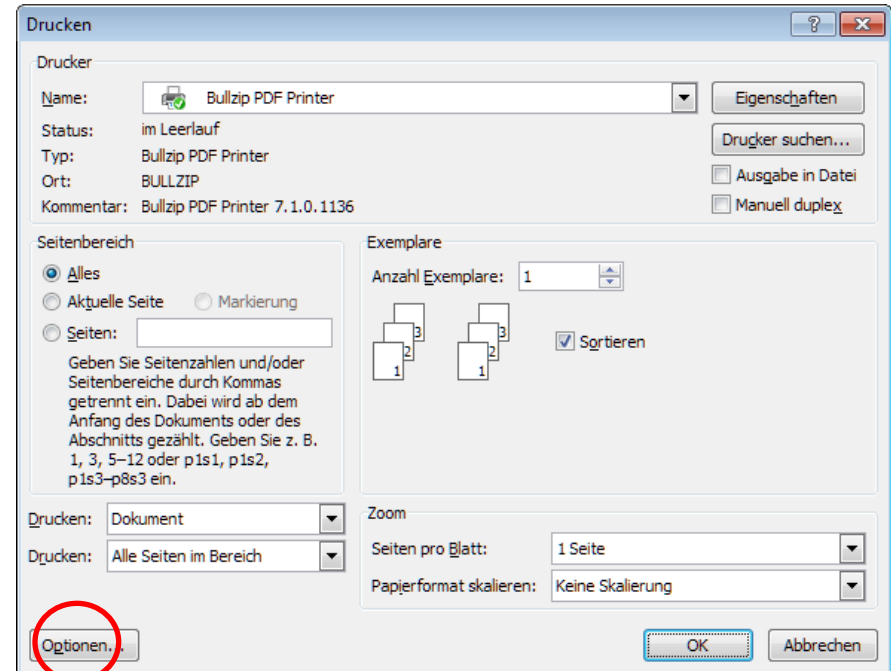 Drucken
Drucker
Name: Bullzip PDF Printer Eigenschaften
Status: im Leerlauf Drucker suchen...
Typ: Bullzip PDF Printer
Ort: BULLZIP Ausgabe in Datei
Kommentar: Bullzip PDF Printer 7.1.0.1136 Manuell duplex
Seitenbereich
Alles
Aktuelle Seite Markierung
Seiten:
Geben Sie Seitenzahlen und/oder
Seitenbereiche durch Kommas
getrennt ein. Dabei wird ab dem
Anfang des Dokuments oder des
Abschnitts gezählt. Geben Sie z. B.
1, 3, 5–12 oder p1s1, p1s2,
p1s3–p8s3 ein.
Exemplare
Anzahl Exemplare: 1
3 3
2 2
1 1
Sortieren
Drucken: Dokument
Drucken: Alle Seiten im Bereich
Zoom
Seiten pro Blatt: 1 Seite
Papierformat skalieren: Keine Skalierung
Optionen... OK Abbrechen